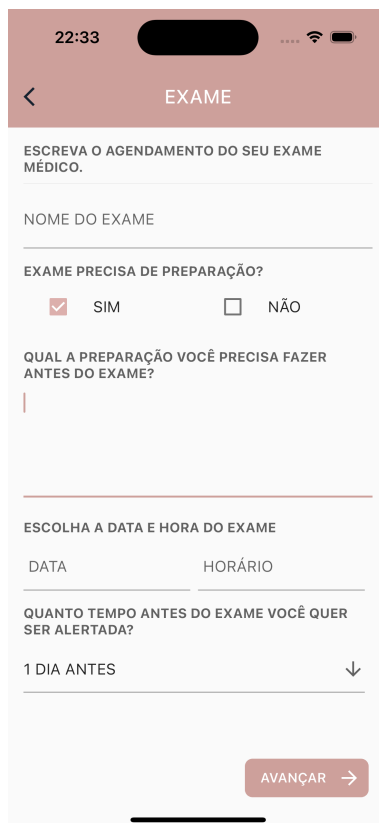 22:33
EXAME
ESCREVA O AGENDAMENTO DO SEU EXAME
MÉDICO.
NOME DO EXAME
EXAME PRECISA DE PREPARAÇÃO?
SIM NÃO
QUAL A PREPARAÇÃO VOCÊ PRECISA FAZER
ANTES DO EXAME?
ESCOLHA A DATA E HORA DO EXAME
DATA HORÁRIO
QUANTO TEMPO ANTES DO EXAME VOCÊ QUER
SER ALERTADA?
1 DIA ANTES
AVANÇAR